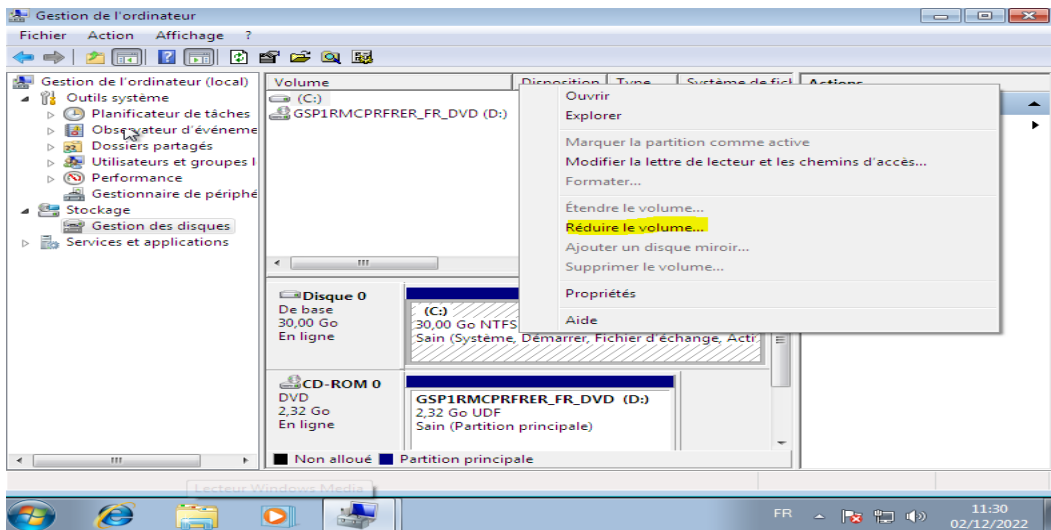 Gestion de l'ordinateur
Fichier Action Affichage ?
Gestion de l'ordinateur (local)
Outils système
Planificateur de tâches
Observateur d'événeme
Dossiers partagés
Utilisateurs et groupes l
Performance
Gestionnaire de périphé
Stockage
Gestion des disques
Services et applications
Volume Disposition Type Système de fich Actions
(C:)
GSP1RMCPRFRER_FR_DVD (D:)
Ouvrir
Explorer
Marquer la partition comme active
Modifier la lettre de lecteur et les chemins d'accès...
Formater...
Étendre le volume...
Réduire le volume...
Ajouter un disque miroir...
Supprimer le volume...
Propriétés
Aide
Disque 0
De base
30,00 Go
En ligne
(C:)
30,00 Go NTFS
Sain (Système, Démarrer, Fichier d'échange, Acti
CD-ROM 0
DVD
2,32 Go
En ligne
GSP1RMCPRFRER_FR_DVD (D:)
2,32 Go UDF
Sain (Partition principale)
Non alloué Partition principale
Lecteur Windows Media
FR
11:30
02/12/2022